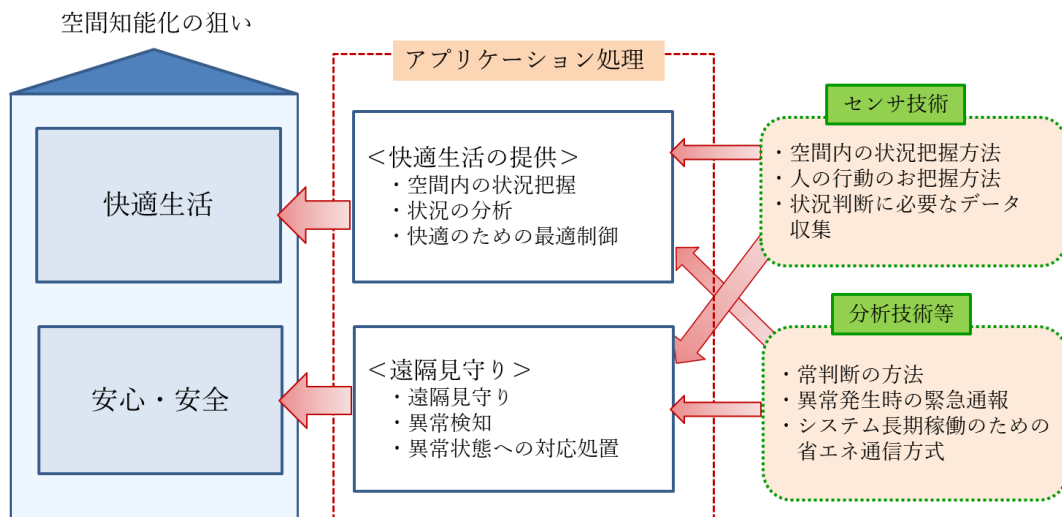 空間知能化の狙い
快適生活
安心・安全
アプリケーション処理
＜快適生活の提供＞
・空間内の状況把握
・状況の分析
・快適のための最適制御
＜遠隔見守り＞
・遠隔見守り
・異常検知
・異常状態への対応処置
センサ技術
・空間内の状況把握方法
・人の行動のお把握方法
・状況判断に必要なデータ
収集
分析技術等
・常判断の方法
・異常発生時の緊急通報
・システム長期稼働のための
省エネ通信方式